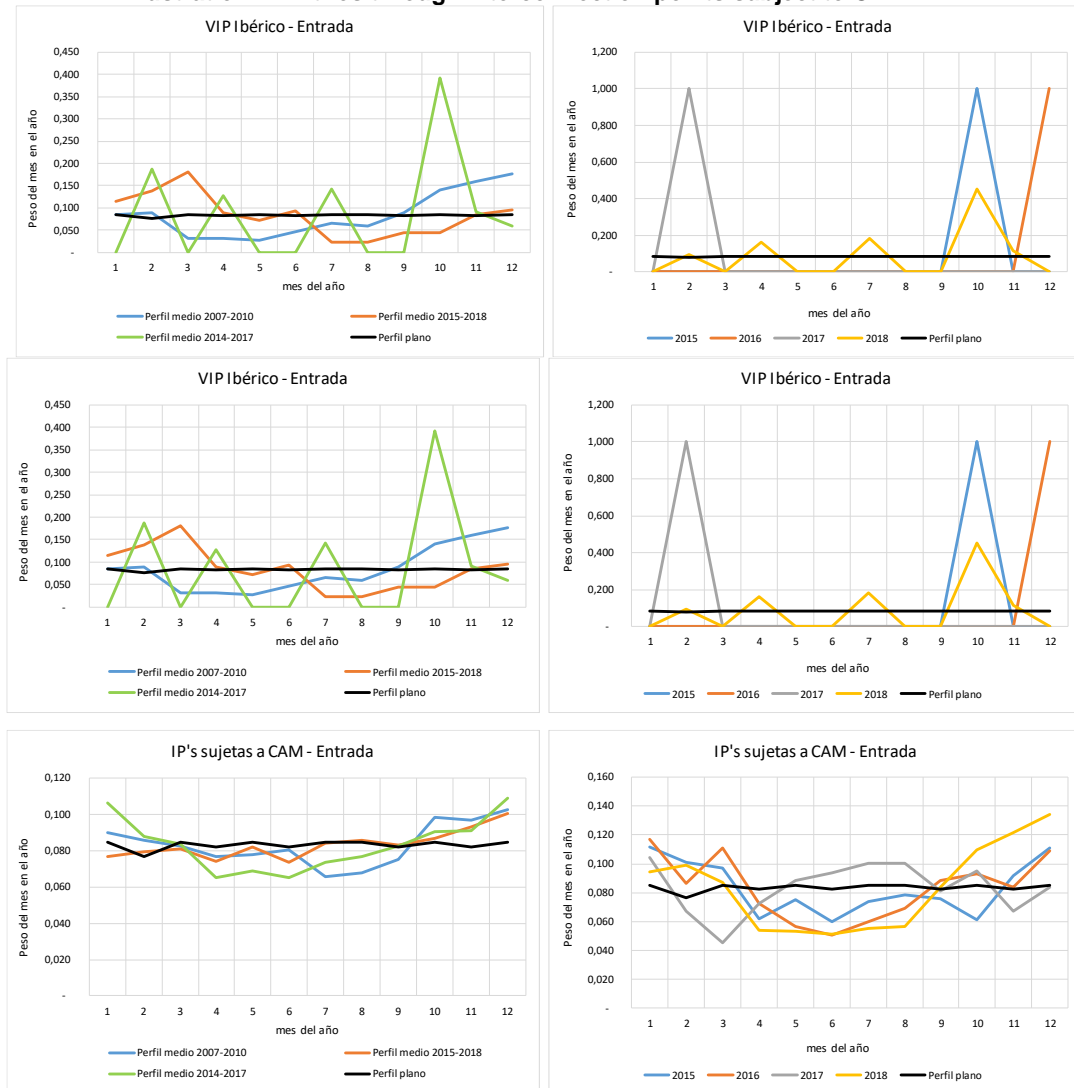 through interconnection points subject to
VIP Ibérico - Entrada
Peso del mes en el año
0,450
0,400
0,350
0,300
0,250
0,200
0,150
0,100
0,050
-
1 2 3 4 5 6 7 8 9 10 11 12
mes del año
Perfil medio 2007-2010 Perfil medio 2015-2018
Perfil medio 2014-2017 Perfil plano
VIP Ibérico - Entrada
Peso del mes en el año
1,200
1,000
0,800
0,600
0,400
0,200
-
1 2 3 4 5 6 7 8 9 10 11 12
mes del año
2015 2016 2017 2018 Perfil plano
VIP Ibérico - Entrada
Peso del mes en el año
0,450
0,400
0,350
0,300
0,250
0,200
0,150
0,100
0,050
-
1 2 3 4 5 6 7 8 9 10 11 12
mes del año
Perfil medio 2007-2010 Perfil medio 2015-2018
Perfil medio 2014-2017 Perfil plano
VIP Ibérico - Entrada
Peso del mes en el año
1,200
1,000
0,800
0,600
0,400
0,200
-
1 2 3 4 5 6 7 8 9 10 11 12
mes del año
2015 2016 2017 2018 Perfil plano
IP's sujetas a CAM - Entrada
Peso del mes en el año
0,120
0,100
0,080
0,060
0,040
0,020
-
1 2 3 4 5 6 7 8 9 10 11 12
mes del año
Perfil medio 2007-2010 Perfil medio 2015-2018
Perfil medio 2014-2017 Perfil plano
IP's sujetas a CAM - Entrada
Peso del mes en el año
0,160
0,140
0,120
0,100
0,080
0,060
0,040
0,020
-
1 2 3 4 5 6 7 8 9 10 11 12
mes del año
2015 2016 2017 2018 Perfil plano